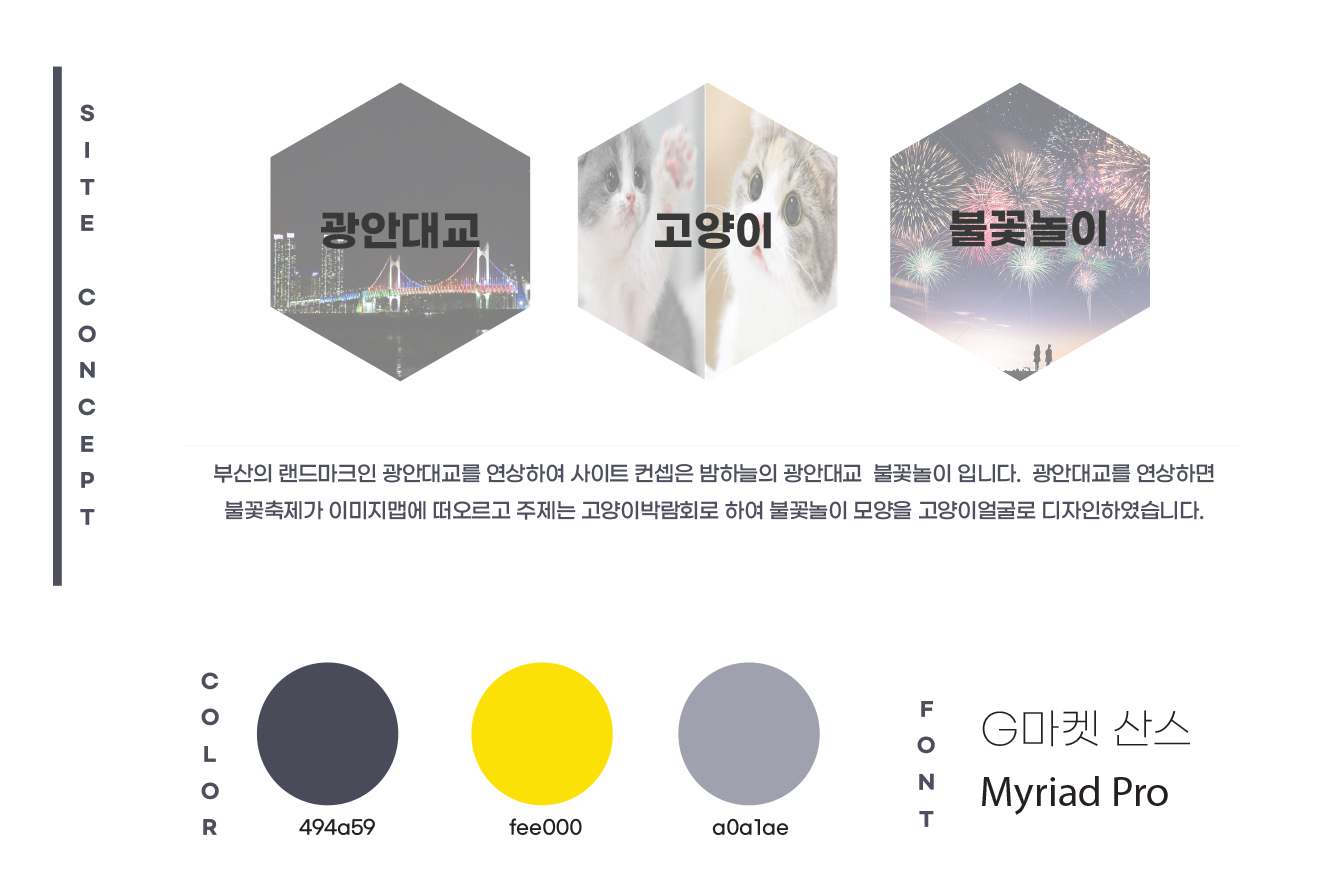 SITE CONCEPT
광안대교
고양이
불꽃놀이
부산의 랜드마크인 광안대교를 연상하여 사이트 컨셉은 밤하늘의 광안대교 불꽃놀이 입니다. 광안대교를 연상하면
불꽃축제가 이미지맵에 떠오르고 주제는 고양이박람회로 하여 불꽃놀이 모양을 고양이얼굴로 디자인하였습니다.
COLOR
494a59
fee000
a0a1ae
FONT
G마켓 산스
Myriad Pro